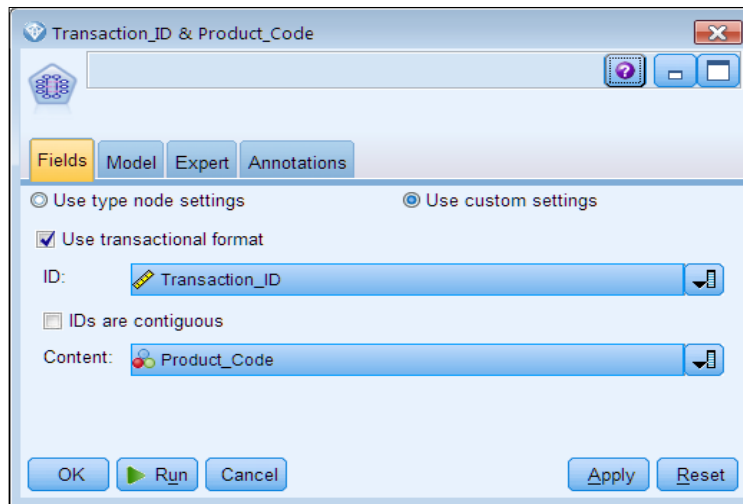 Transaction_ID & Product_Code
?
Fields Model Expert Annotations
Use type node settings Use custom settings
Use transactional format
ID: Transaction_ID
IDs are contiguous
Content: Product_Code
OK Run Cancel Apply Reset